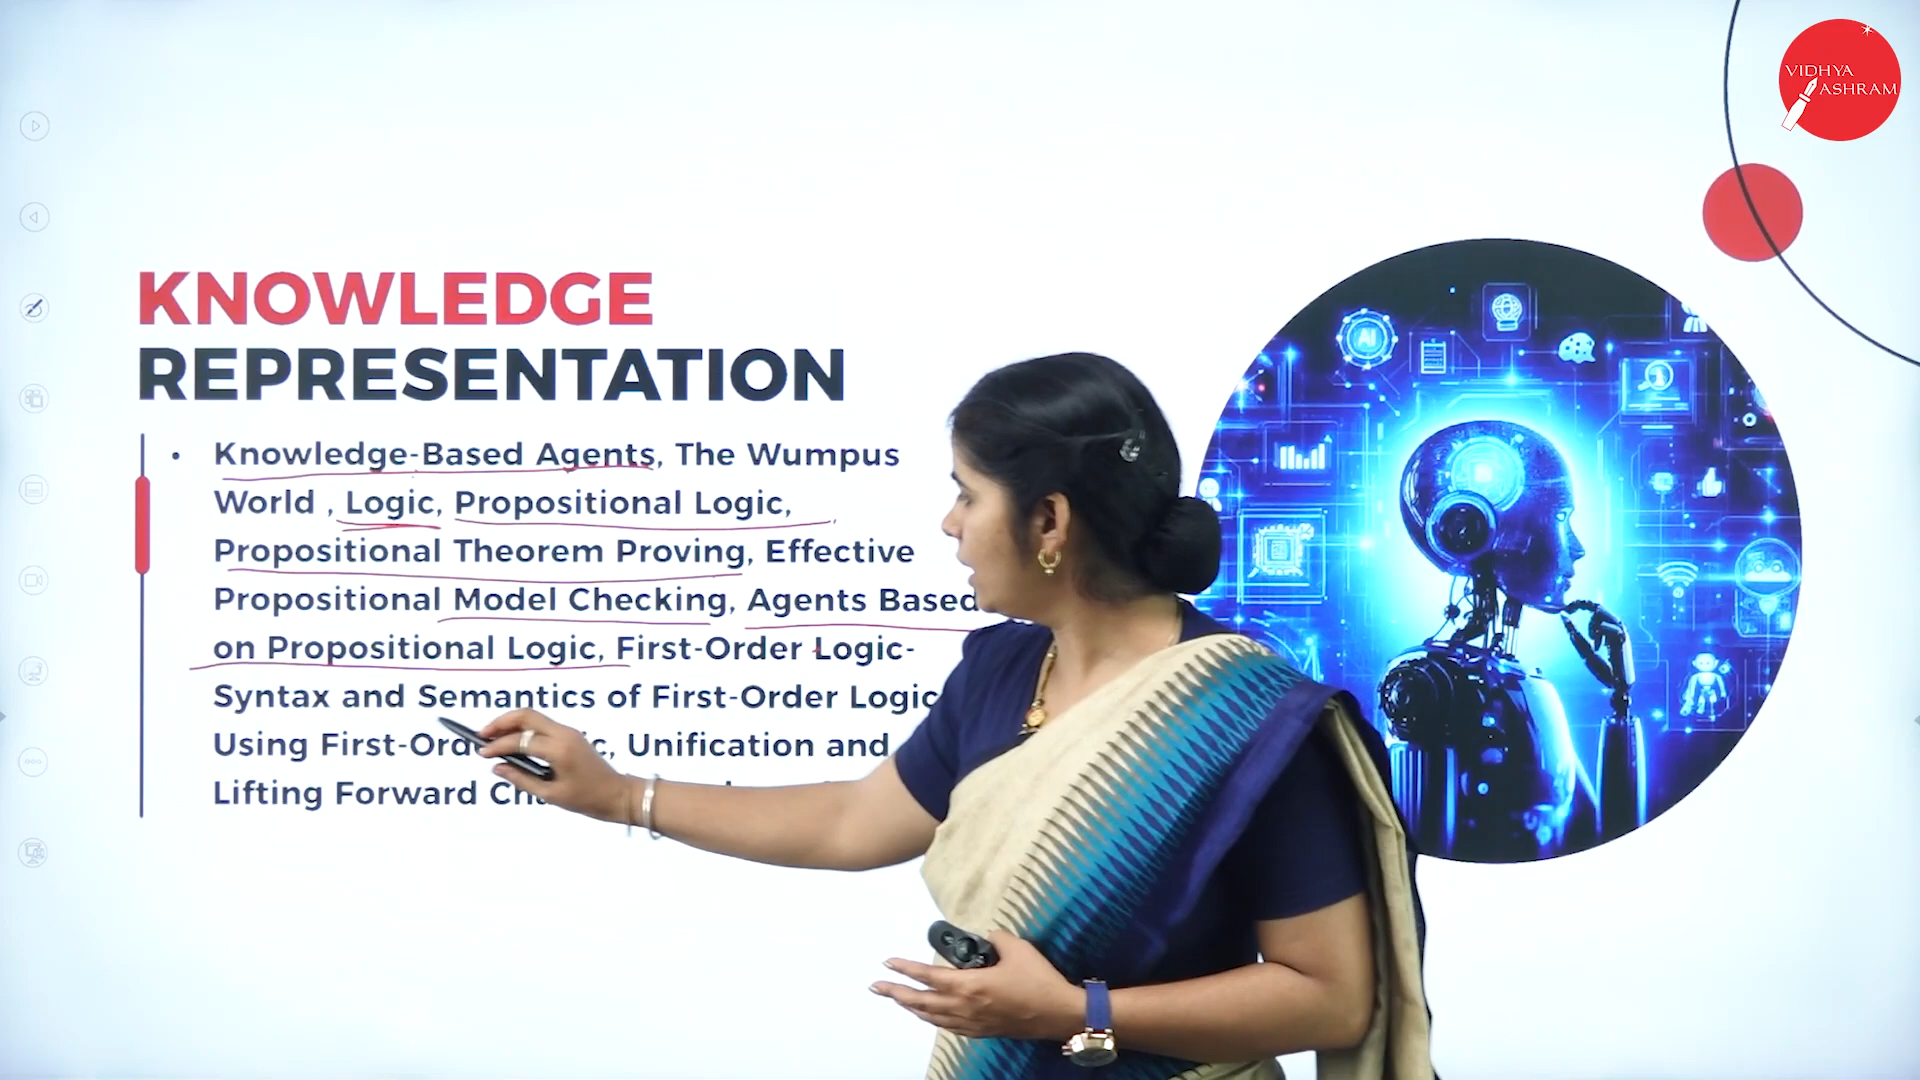 VIDHYA
ASHRAM
KNOWLEDGE
REPRESENTATION
• Knowledge-Based Agents, The Wumpus
World , Logic, Propositional Logic,
Propositional Theorem Proving, Effective
Propositional Model Checking, Agents Based
on Propositional Logic, First-Order Logic-
Syntax and Semantics of First-Order Logic
Using , Unification and
Lifting Forward
AI